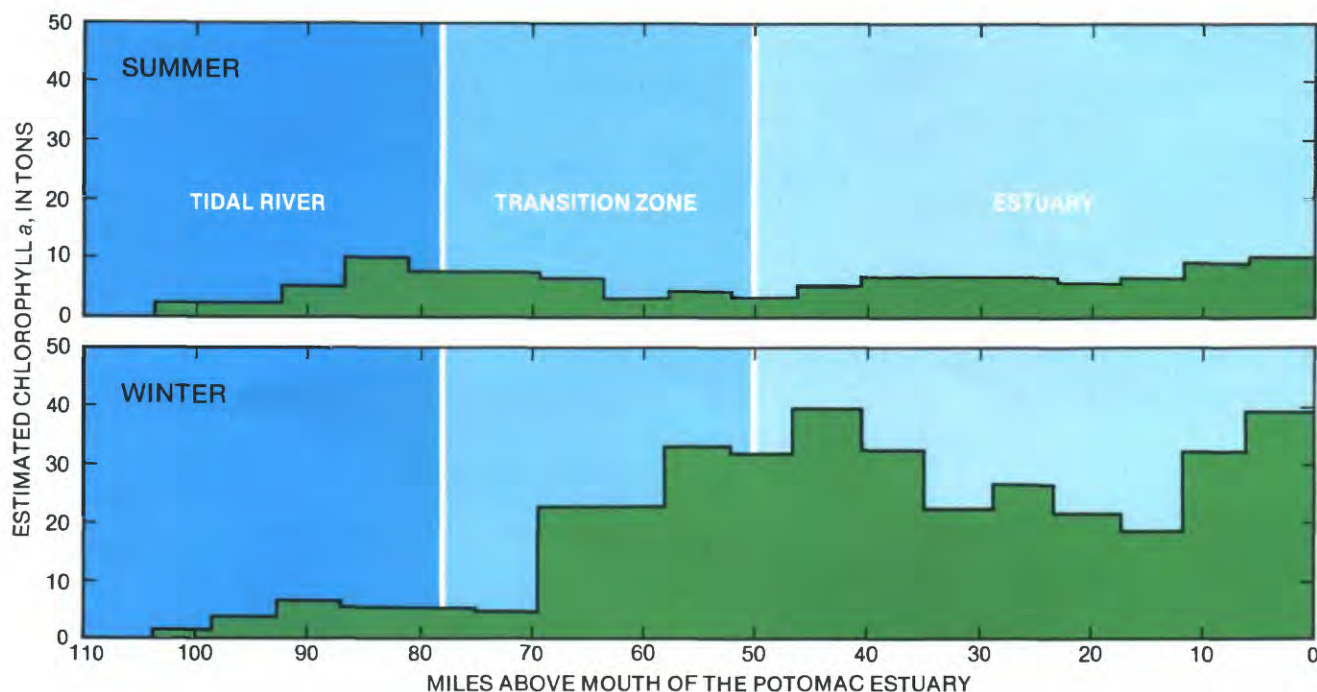 ESTIMATED CHLOROPHYLL a, IN TONS
50
40
30
20
10
0
SUMMER
TIDAL RIVER
TRANSITION ZONE
ESTUARY
50
40
30
20
10
0
WINTER
110 100 90 80 70 60 50 40 30 20 10 0
MILES ABOVE MOUTH OF THE POTOMAC ESTUARY